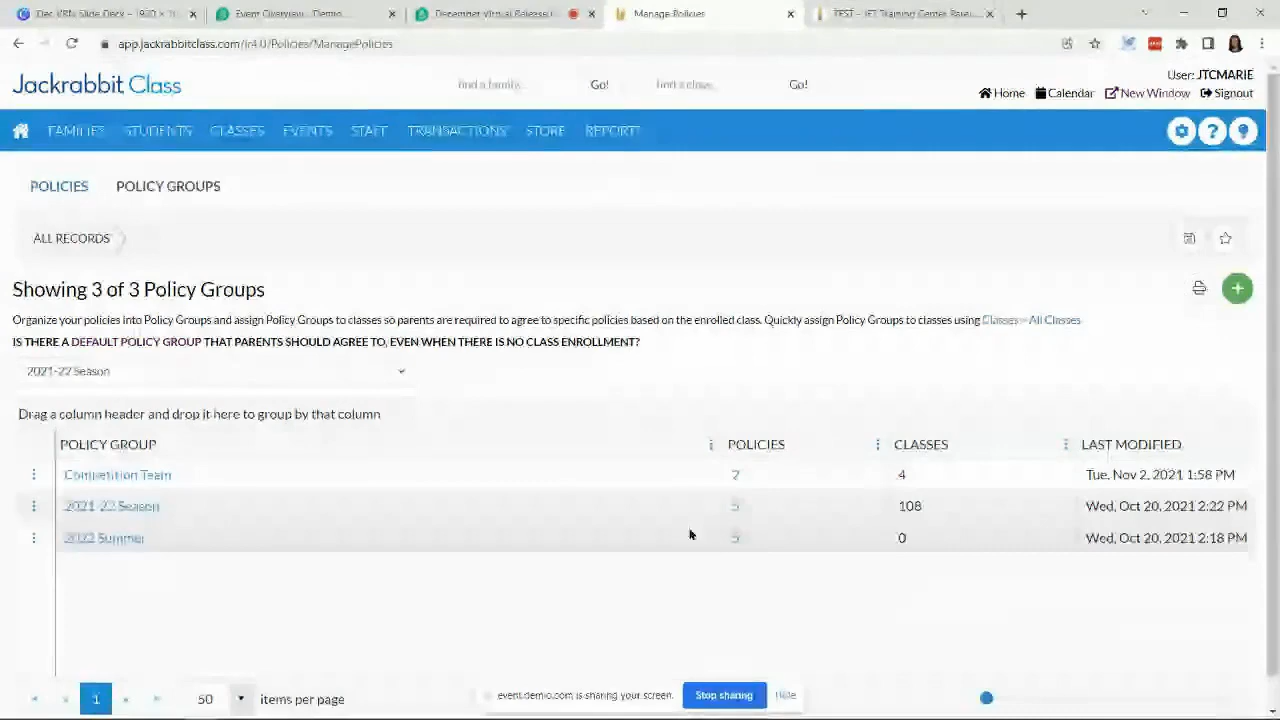 Event Overview - Demo...
December Virtual Release
Manage Policies
app.jackrabbitclass.com/jr4.0/Policies/ManagePolicies
Jackrabbit Class
find a family...
Go!
find a class...
Go!
User: JTCMARIE
Home
Calendar
New Window
Signout
FAMILIES
STUDENTS
CLASSES
EVENTS
STAFF
TRANSACTIONS
STORE
REPORTS
POLICIES
POLICY GROUPS
ALL RECORDS
Showing 3 of 3 Policy Groups
Organize your policies into Policy Groups and assign Policy Groups to classes so parents are required to agree to specific policies based on the enrolled class. Quickly assign Policy Groups to classes using Classes - All Classes
IS THERE A DEFAULT POLICY GROUP THAT PARENTS SHOULD AGREE TO, EVEN WHEN THERE IS NO CLASS ENROLLMENT?
2021-22 Season
Drag a column header and drop it here to group by that column
POLICY GROUP POLICIES CLASSES LAST MODIFIED
Competition Team 4 Tue, Nov 2, 2021 1:58 PM
2021-22 Season 5 108 Wed, Oct 20, 2021 2:22 PM
2022 Summer 5 0 Wed, Oct 20, 2021 2:18 PM
1
50
items per page
event.demio.com is sharing your screen.
Stop sharing
Hide